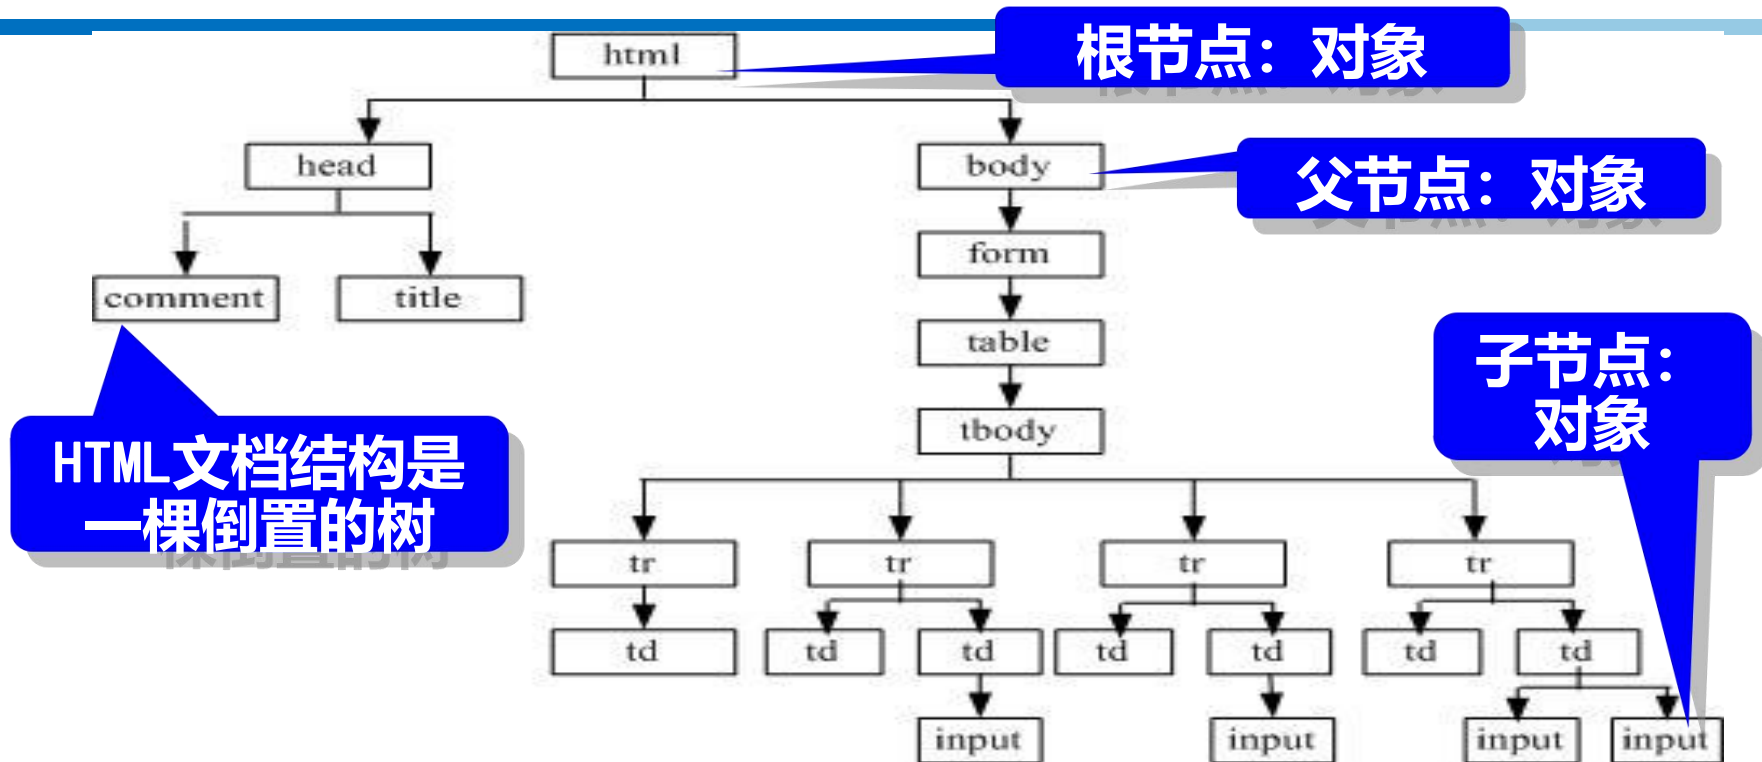 html
根节点：对象
head
body
父节点：对象
form
comment
title
table
子节点：
对象
tbody
HTML文档结构是
一棵倒置的树
tr
tr
tr
tr
td
td
td
td
td
td
td
input
input
input
input